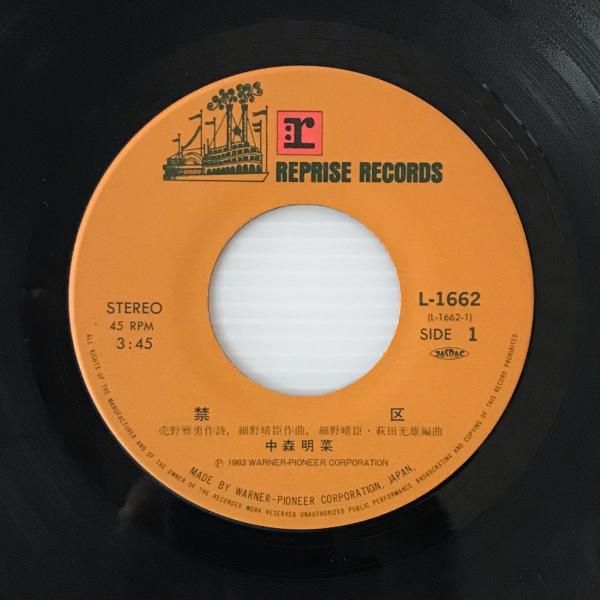 r
REPRISE RECORDS
STEREO
45 RPM
3:45
L-1662
(L-1662-1)
SIDE 1
JASRAC
禁区
売野雅勇作詩, 細野晴臣作曲, 細野晴臣・萩田光雄編曲
中森明菜
Ⓟ 1983 WARNER-PIONEER CORPORATION
MADE BY WARNER-PIONEER CORPORATION, JAPAN.
ALL RIGHTS OF THE MANUFACTURER AND OF THE OWNER OF THE RECORDED WORK RESERVED UNAUTHORIZED PUBLIC PERFORMANCE, BROADCASTING AND COPYING OF THIS RECORD PROHIBITED